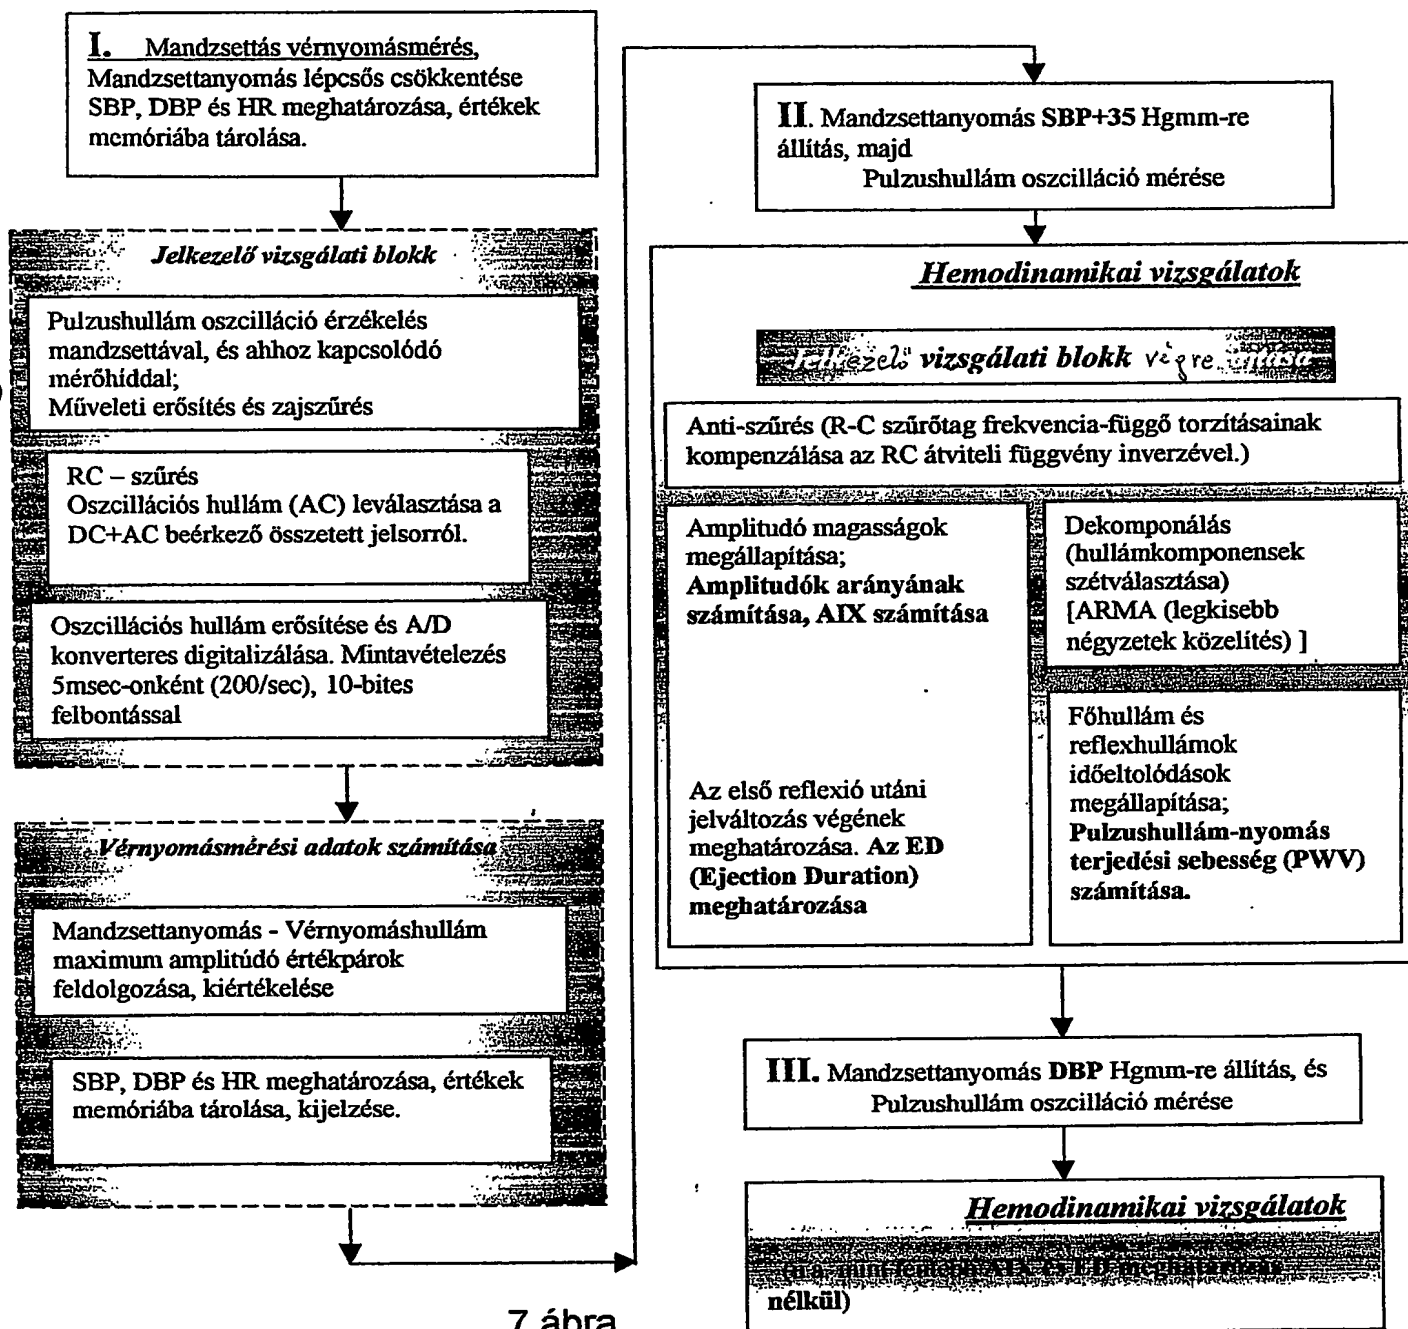 I. Mandzsettás vérnyomásmérés,
Mandzsettanyomás lépcsős csökkentése
SBP, DBP és HR meghatározása, értékek
memóriába tárolása.
Jelkezelő vizsgálati blokk
Pulzushullám oszcilláció érzékelés
mandzsettával, és ahhoz kapcsolódó
mérőhíddal;
Műveleti erősítés és zajszűrés
RC – szűrés
Oszcillációs hullám (AC) leválasztása a
DC+AC beérkező összetett jelsorról.
Oszcillációs hullám erősítése és A/D
konverteres digitalizálása. Mintavételezés
5msec-onként (200/sec), 10-bites
felbontással
Vérnyomásmérési adatok számítása
Mandzsettanyomás - Vérnyomáshullám
maximum amplitúdó értékpárok
feldolgozása, kiértékelése
SBP, DBP és HR meghatározása, értékek
memóriába tárolása, kijelzése.
II. Mandzsettanyomás SBP+35 Hgmm-re
állítás, majd
Pulzushullám oszcilláció mérése
Hemodinamikai vizsgálatok
vizsgálati blokk
Anti-szűrés (R-C szűrőtag frekvencia-függő torzításainak
kompenzálása az RC átviteli függvény inverzével.)
Amplitudó magasságok
megállapítása;
Amplitudók arányának
számítása, AIX számítása
Az első reflexió utáni
jelváltozás végének
meghatározása. Az ED
(Ejection Duration)
meghatározása
Dekomponálás
(hullámkomponensek
szétválasztása)
[ARMA (legkisebb
négyzetek közelítés) ]
Főhullám és
reflexhullámok
időeltolódások
megállapítása;
Pulzushullám-nyomás
terjedési sebesség (PWV)
számítása.
III. Mandzsettanyomás DBP Hgmm-re állítás, és
Pulzushullám oszcilláció mérése
Hemodinamikai vizsgálatok
AIX és ED meghatározás
nélkül)
7 ábra